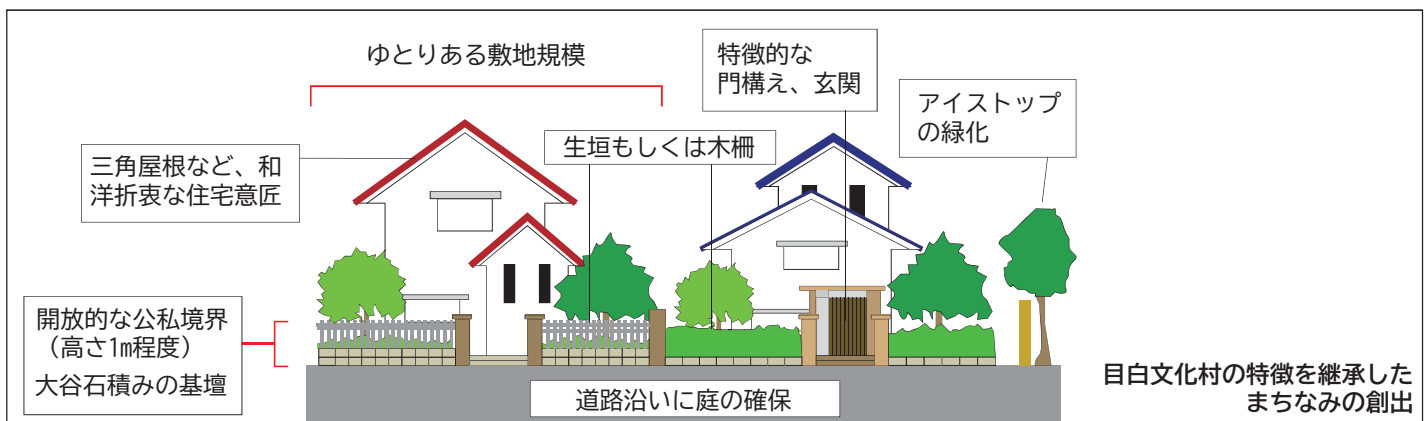 ゆとりある敷地規模
特徴的な
門構え、玄関
アイストップ
の緑化
三角屋根など、和
洋折衷な住宅意匠
生垣もしくは木柵
開放的な公私境界
（高さ1m程度）
大谷石積みの基壇
道路沿いに庭の確保
目白文化村の特徴を継承した
まちなみの創出